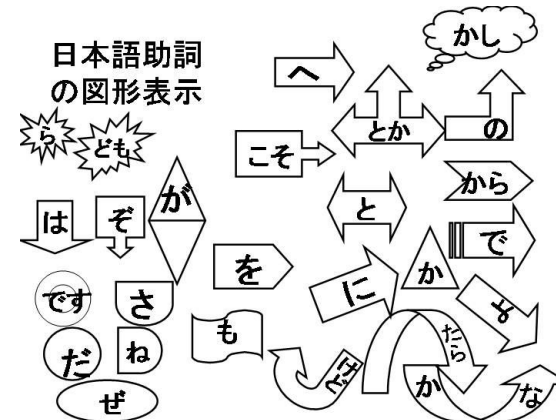 日本語助詞
の図形表示
かし
へ
ら
ども
とか
の
こそ
から
が
は
ぞ
と
で
を
か
に
です
さ
よ
も
だら
だ
ね
けど
か
な
ぜ